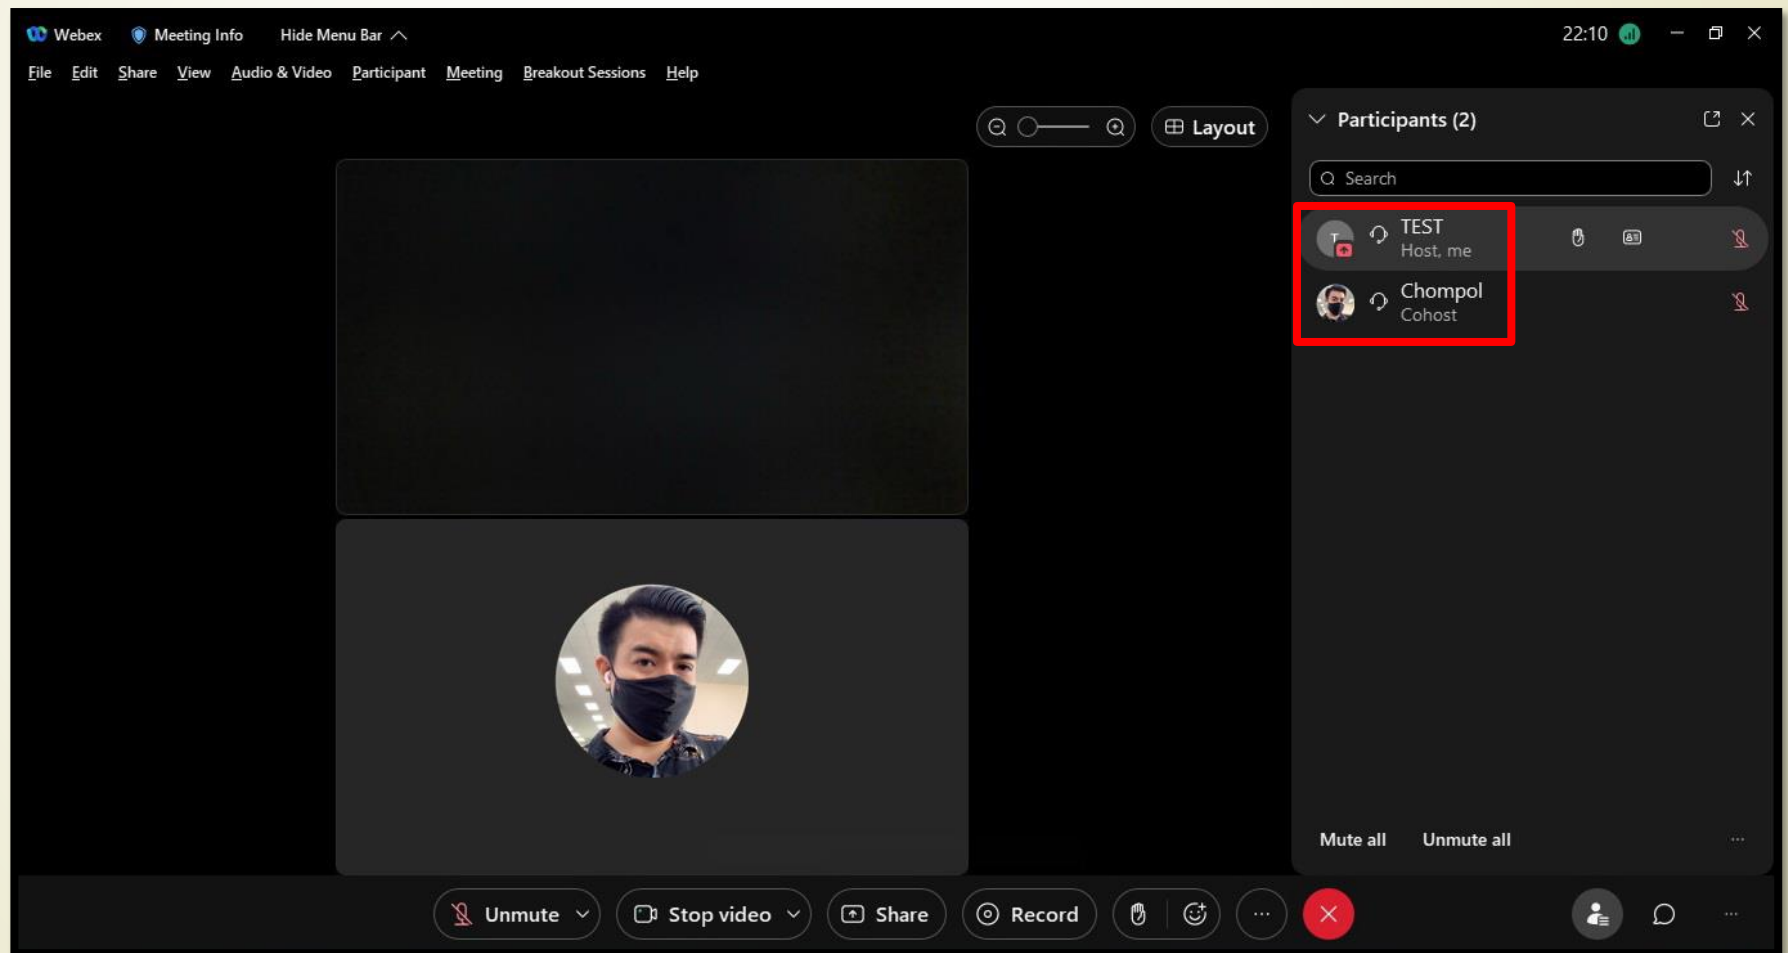 Webex Meeting Info Hide Menu Bar 22:10
File Edit Share View Audio & Video Participant Meeting Breakout Sessions Help
Layout
Participants (2)
Search
T
TEST
Host, me
Chompol
Cohost
Mute all Unmute all
Unmute Stop video Share Record